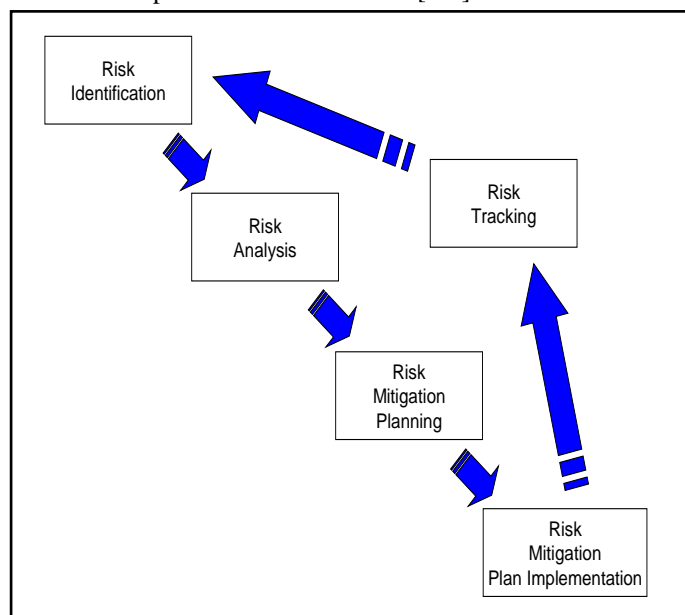 Risk
Identification
Risk
Analysis
Risk
Mitigation
Planning
Risk
Mitigation
Plan Implementation
Risk
Tracking